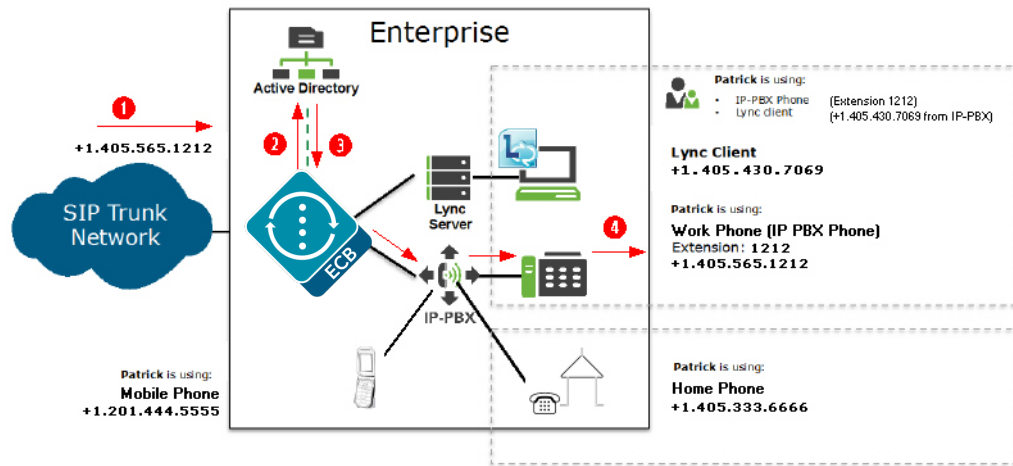 Enterprise
Active Directory
1
+1.405.565.1212
2
3
SIP Trunk
Network
ECB
L
Lync
Server
IP-PBX
4
Patrick is using:
• IP-PBX Phone (Extension 1212)
• Lync client (+1.405.430.7069 from IP-PBX)
Lync Client
+1.405.430.7069
Patrick is using:
Work Phone (IP PBX Phone)
Extension: 1212
+1.405.565.1212
Patrick is using:
Mobile Phone
+1.201.444.5555
Patrick is using:
Home Phone
+1.405.333.6666